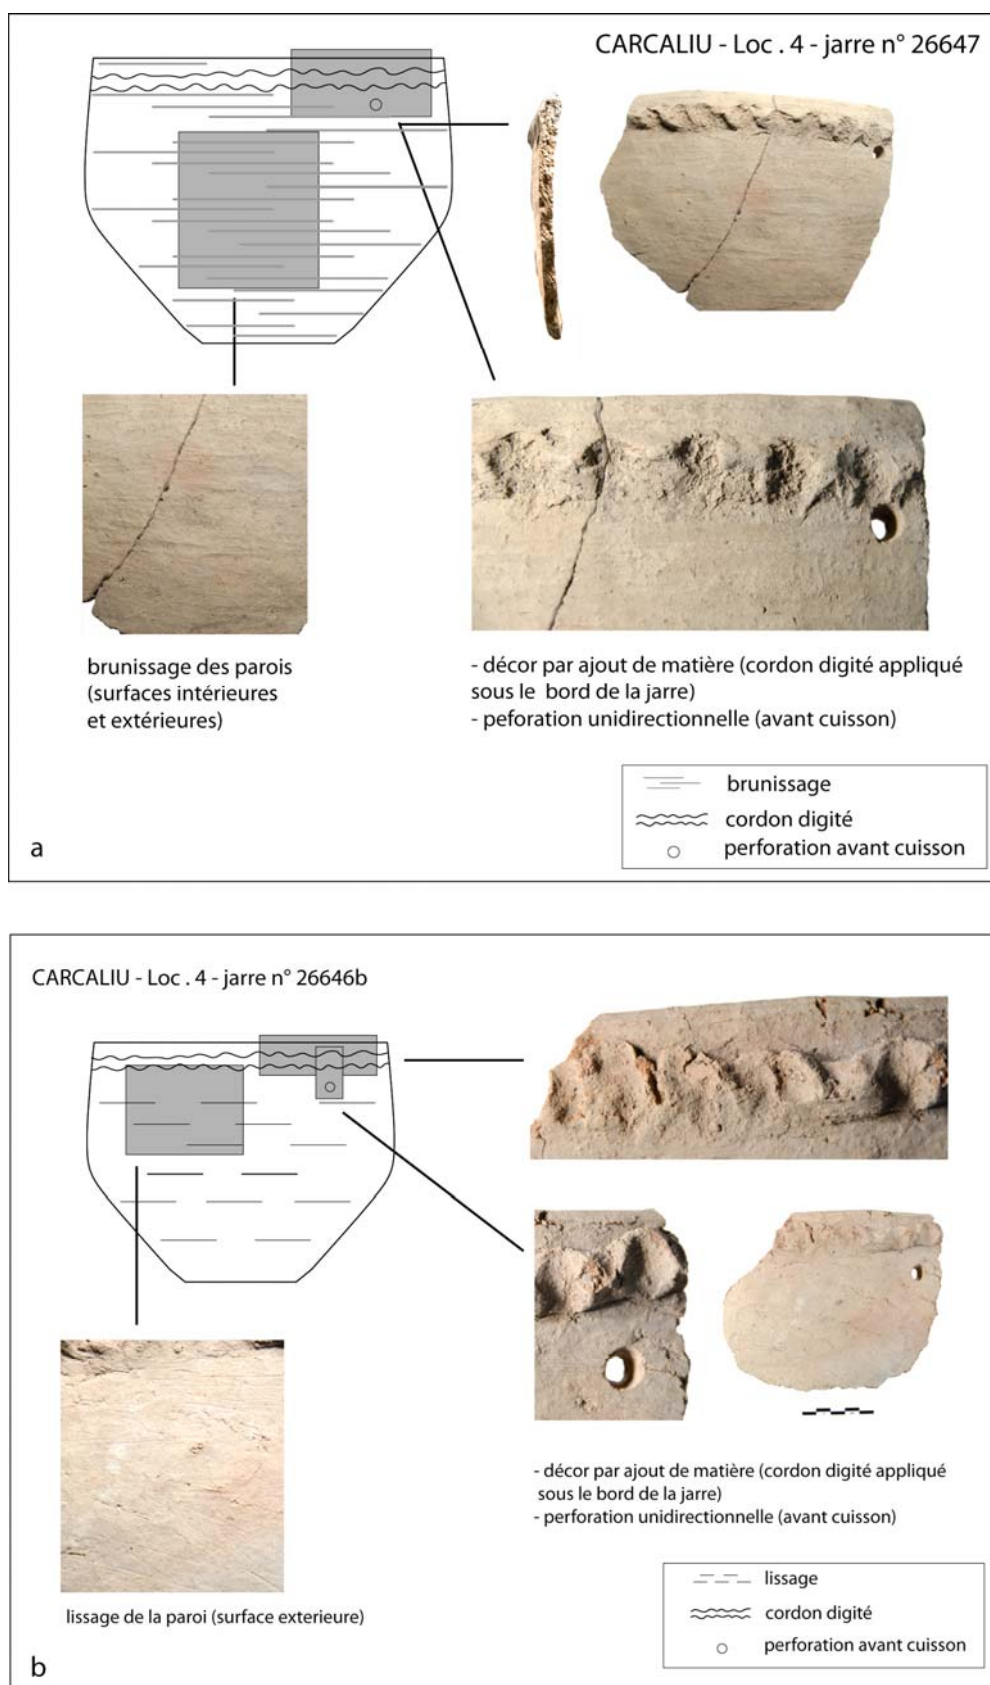 CARCALIU - Loc . 4 - jarre n° 26647
brunissage des parois
(surfaces intérieures
et extérieures)
- décor par ajout de matière (cordon digité appliqué
sous le bord de la jarre)
- peforation unidirectionnelle (avant cuisson)
brunissage
cordon digité
perforation avant cuisson
a
CARCALIU - Loc . 4 - jarre n° 26646b
- décor par ajout de matière (cordon digité appliqué
sous le bord de la jarre)
- perforation unidirectionnelle (avant cuisson)
lissage de la paroi (surface exterieure)
lissage
cordon digité
perforation avant cuisson
b